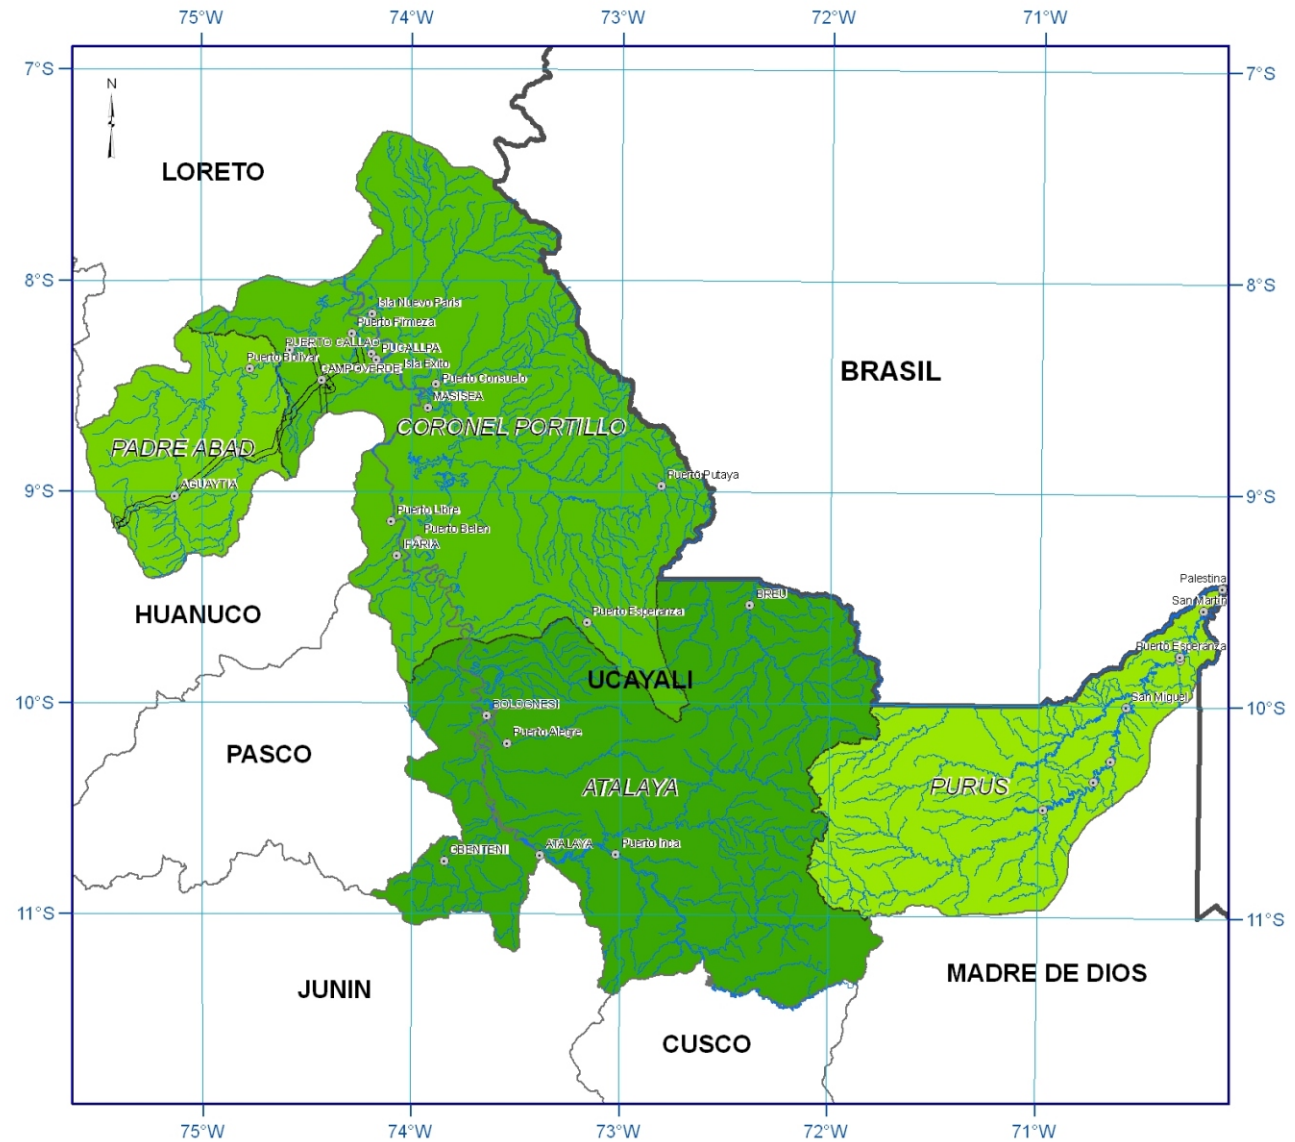 75°W 74°W 73°W 72°W 71°W
7°S 7°S
N
LORETO
8°S 8°S
Isla Nuevo Paris
Puerto Firmeza
PUERTO CALLAO
PUCALLPA
Puerto Bolivar
Isla Exito
CAMPOVERDE
Puerto Consuelo
BRASIL
MASISEA
CORONEL PORTILLO
PADRE ABAD
Puerto Putaya
AGUAYTIA
9°S 9°S
Puerto Libre
Puerto Belen
IPARIA
Palestina
BREU
San Martin
HUANUCO
Puerto Esperanza
Puerto Esperanza
UCAYALI
San Miguel
10°S 10°S
BOLOGNESI
Puerto Alegre
PASCO
ATALAYA
PURUS
ATALAYA
Puerto Inca
OBENTENI
11°S 11°S
MADRE DE DIOS
JUNIN
CUSCO
75°W 74°W 73°W 72°W 71°W